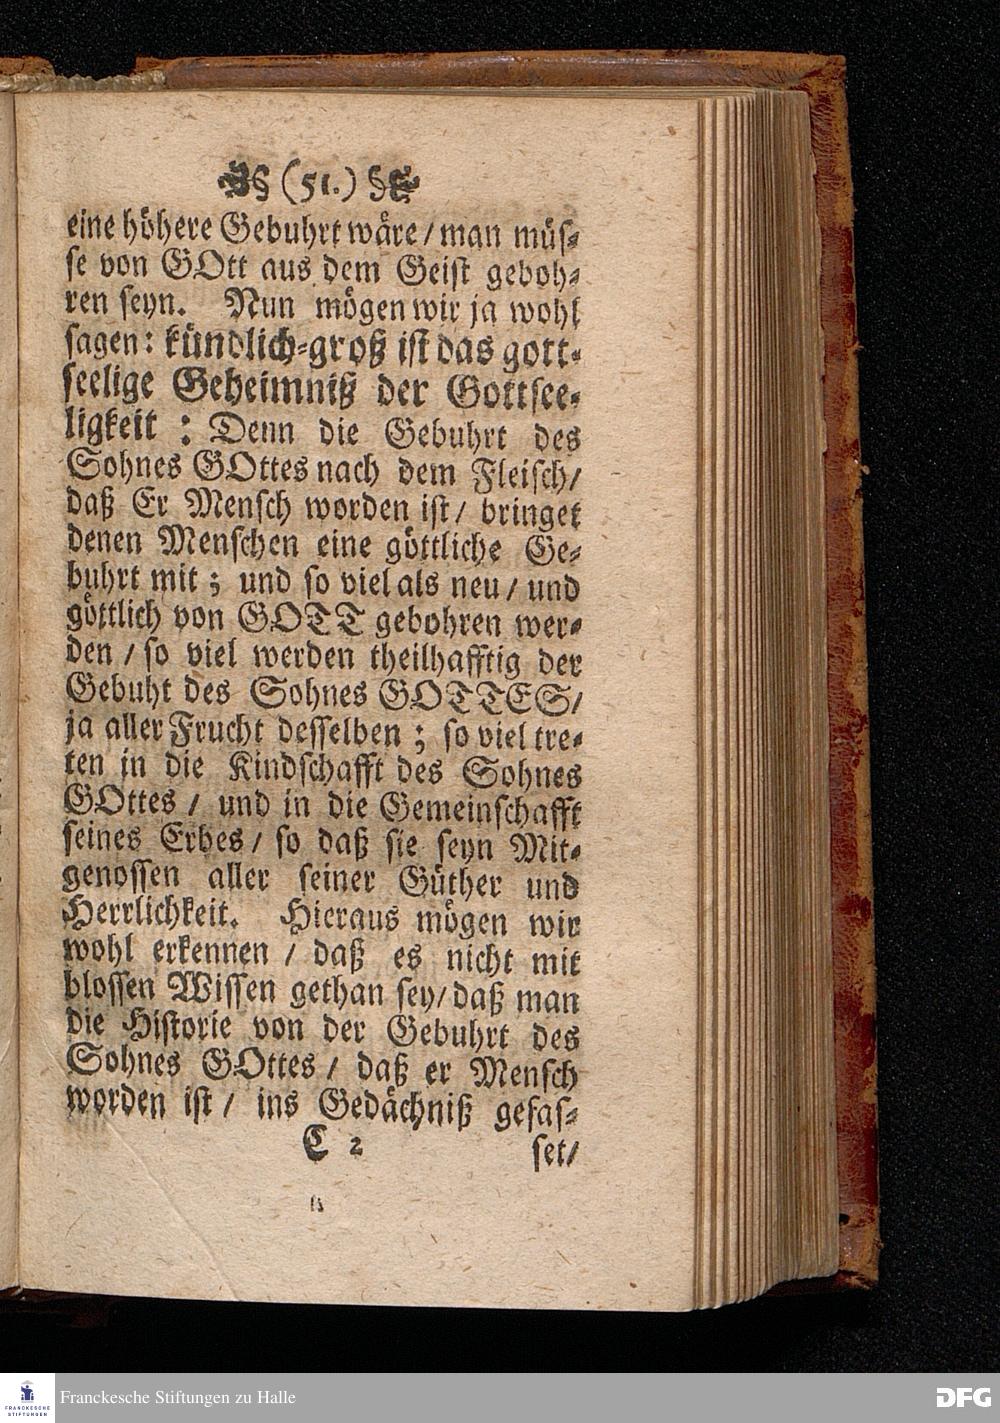 § (51.) §
eine höhere Gebuhrt wäre / man müs-
se von GOtt aus dem Geist geboh-
ren seyn. Nun mögen wir ja wohl
sagen: kündlich-groß ist das gott-
seelige Geheimniß der Gottsee-
ligkeit : Denn die Gebuhrt des
Sohnes GOttes nach dem Fleisch /
daß Er Mensch worden ist / bringet
denen Menschen eine göttliche Ge-
buhrt mit ; und so viel als neu / und
göttlich von GOTT gebohren wer-
den / so viel werden theilhafftig der
Gebuht des Sohnes GOTTES /
ja aller Frucht desselben ; so viel tre-
ten in die Kindschafft des Sohnes
GOttes / und in die Gemeinschafft
seines Erbes / so daß sie seyn Mit-
genossen aller seiner Güther und
Herrlichkeit. Hieraus mögen wir
wohl erkennen / daß es nicht mit
blossen Wissen gethan sey / daß man
die Historie von der Gebuhrt des
Sohnes GOttes / daß er Mensch
worden ist / ins Gedächniß gefas-
C 2 set /
FRANCKESCHE STIFTUNGEN
Franckesche Stiftungen zu Halle
DFG